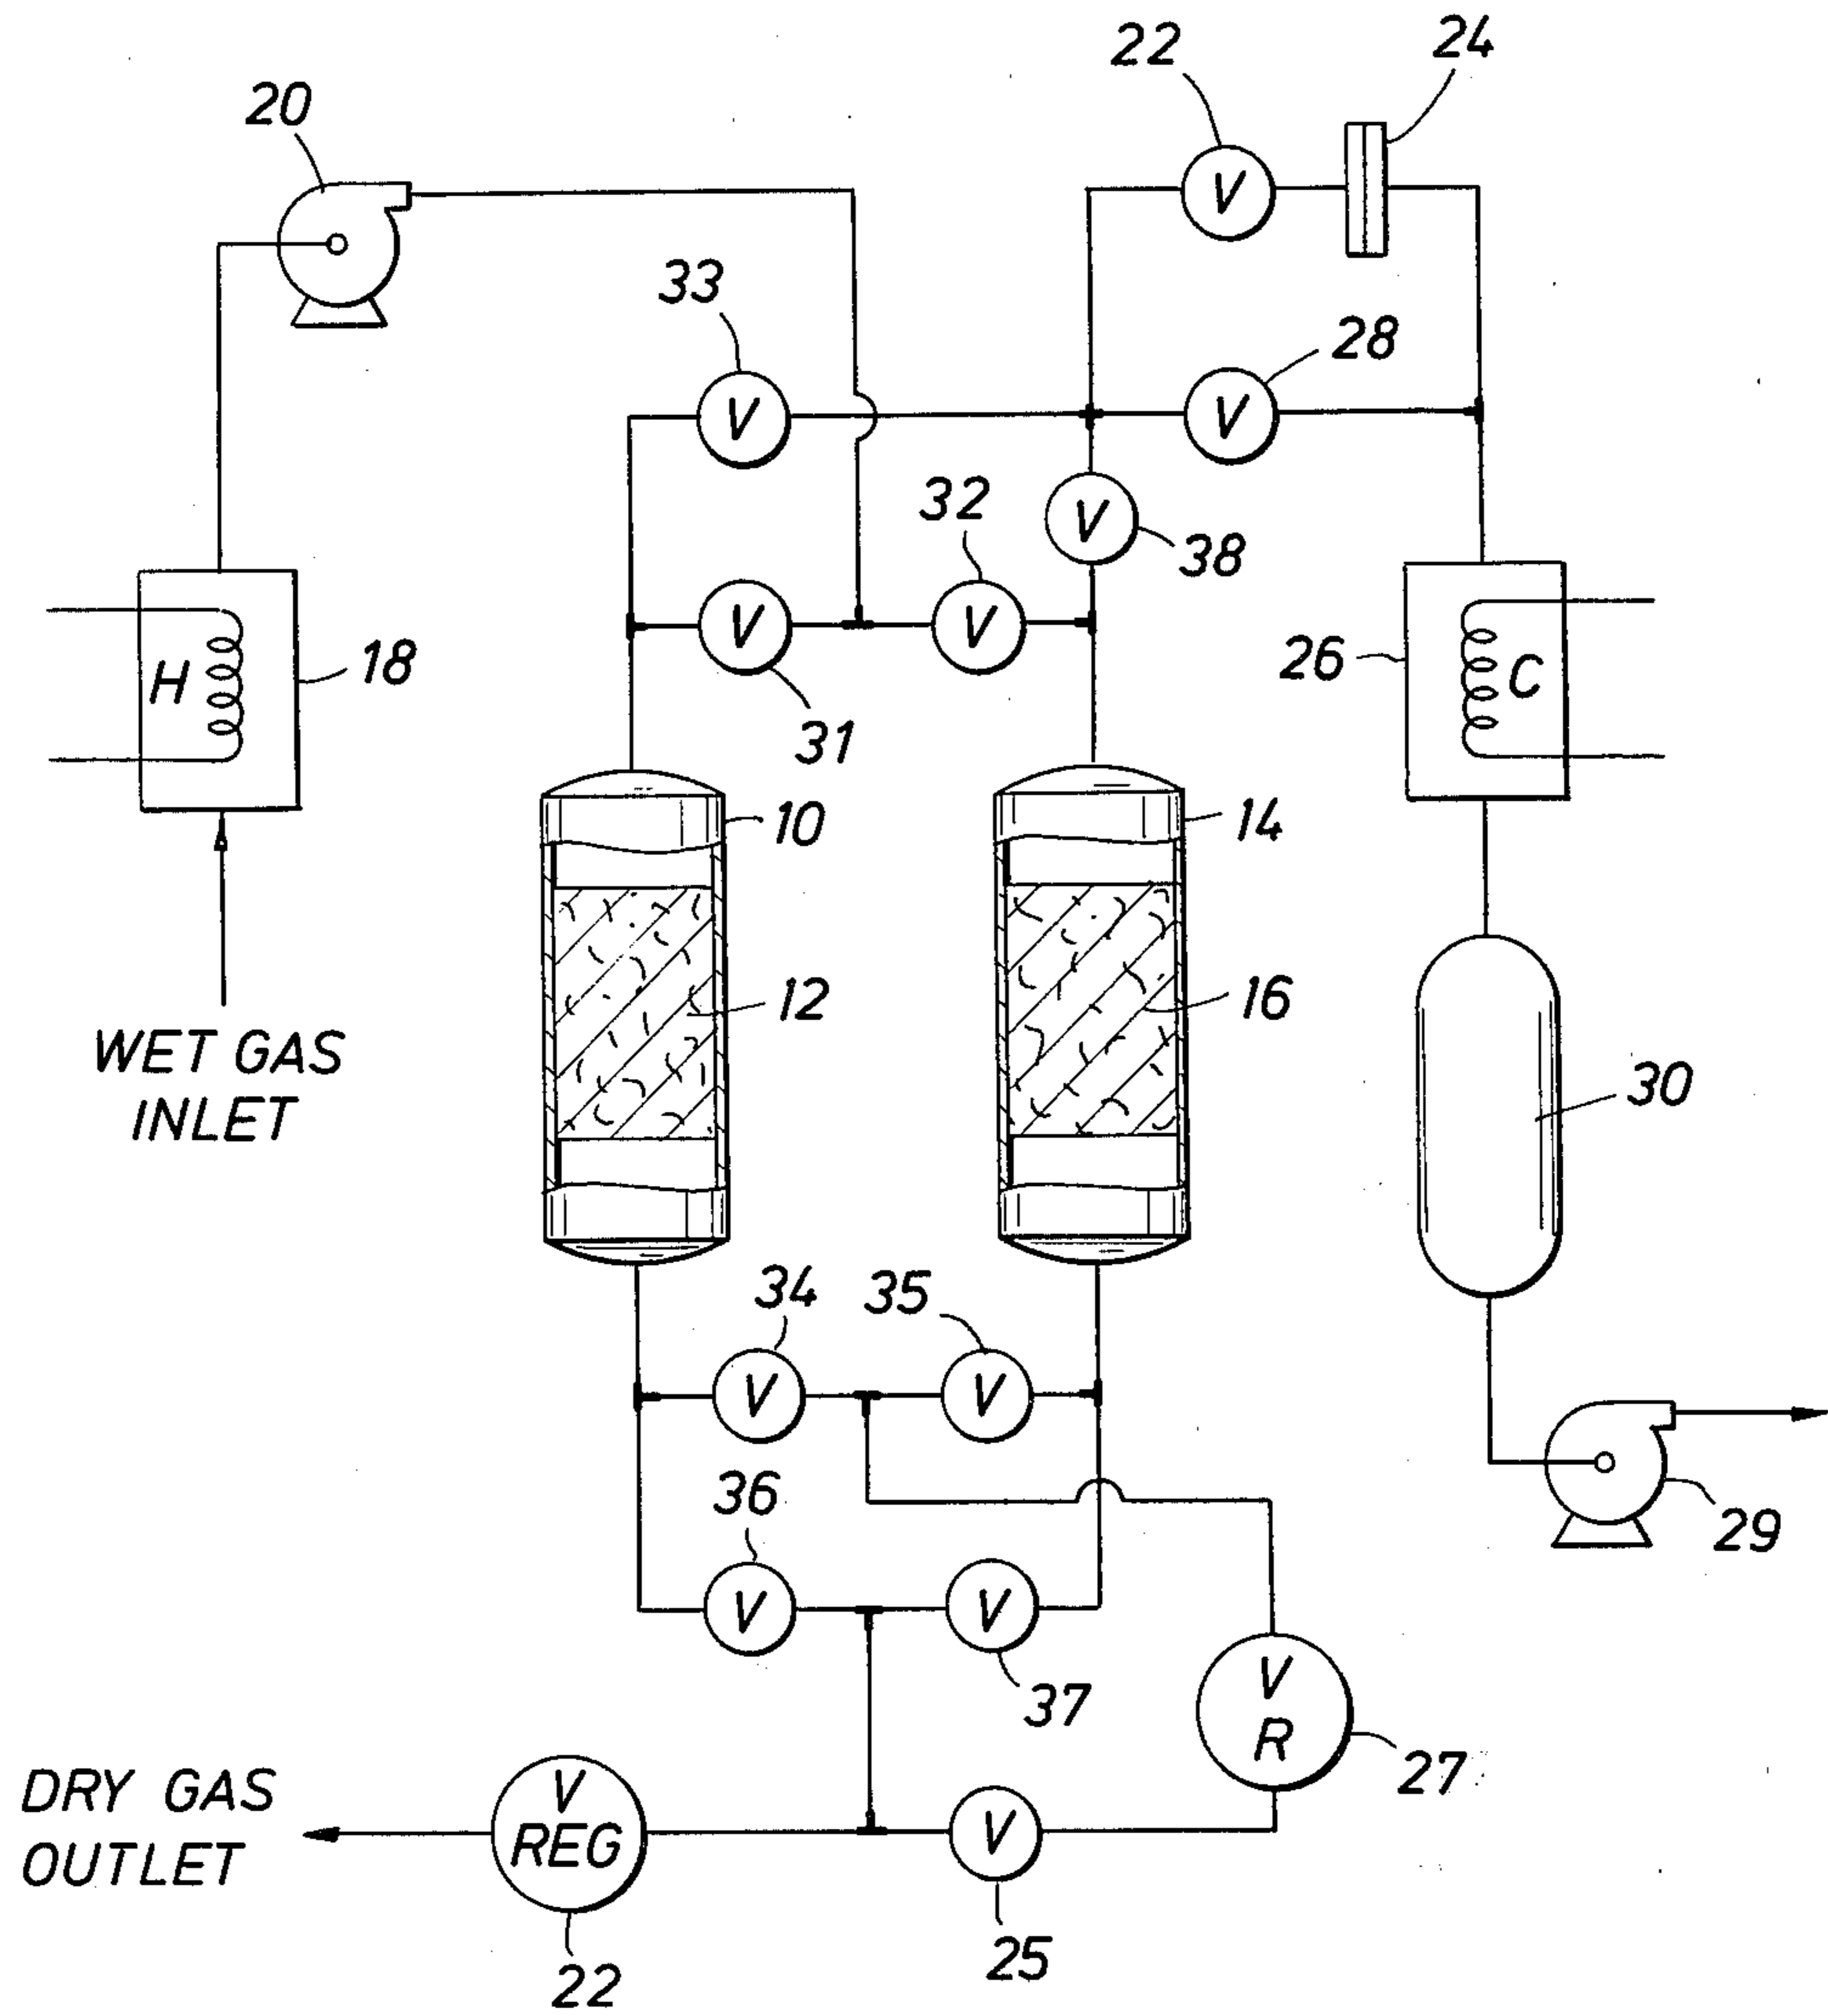 22
24
20
V
33
28
V
V
32
V
38
V
V
H
18
26
C
31
10
14
12
16
WET GAS
INLET
30
34
35
V
V
36
29
V
V
37
V
R
27
DRY GAS
OUTLET
V
REG
V
22
25